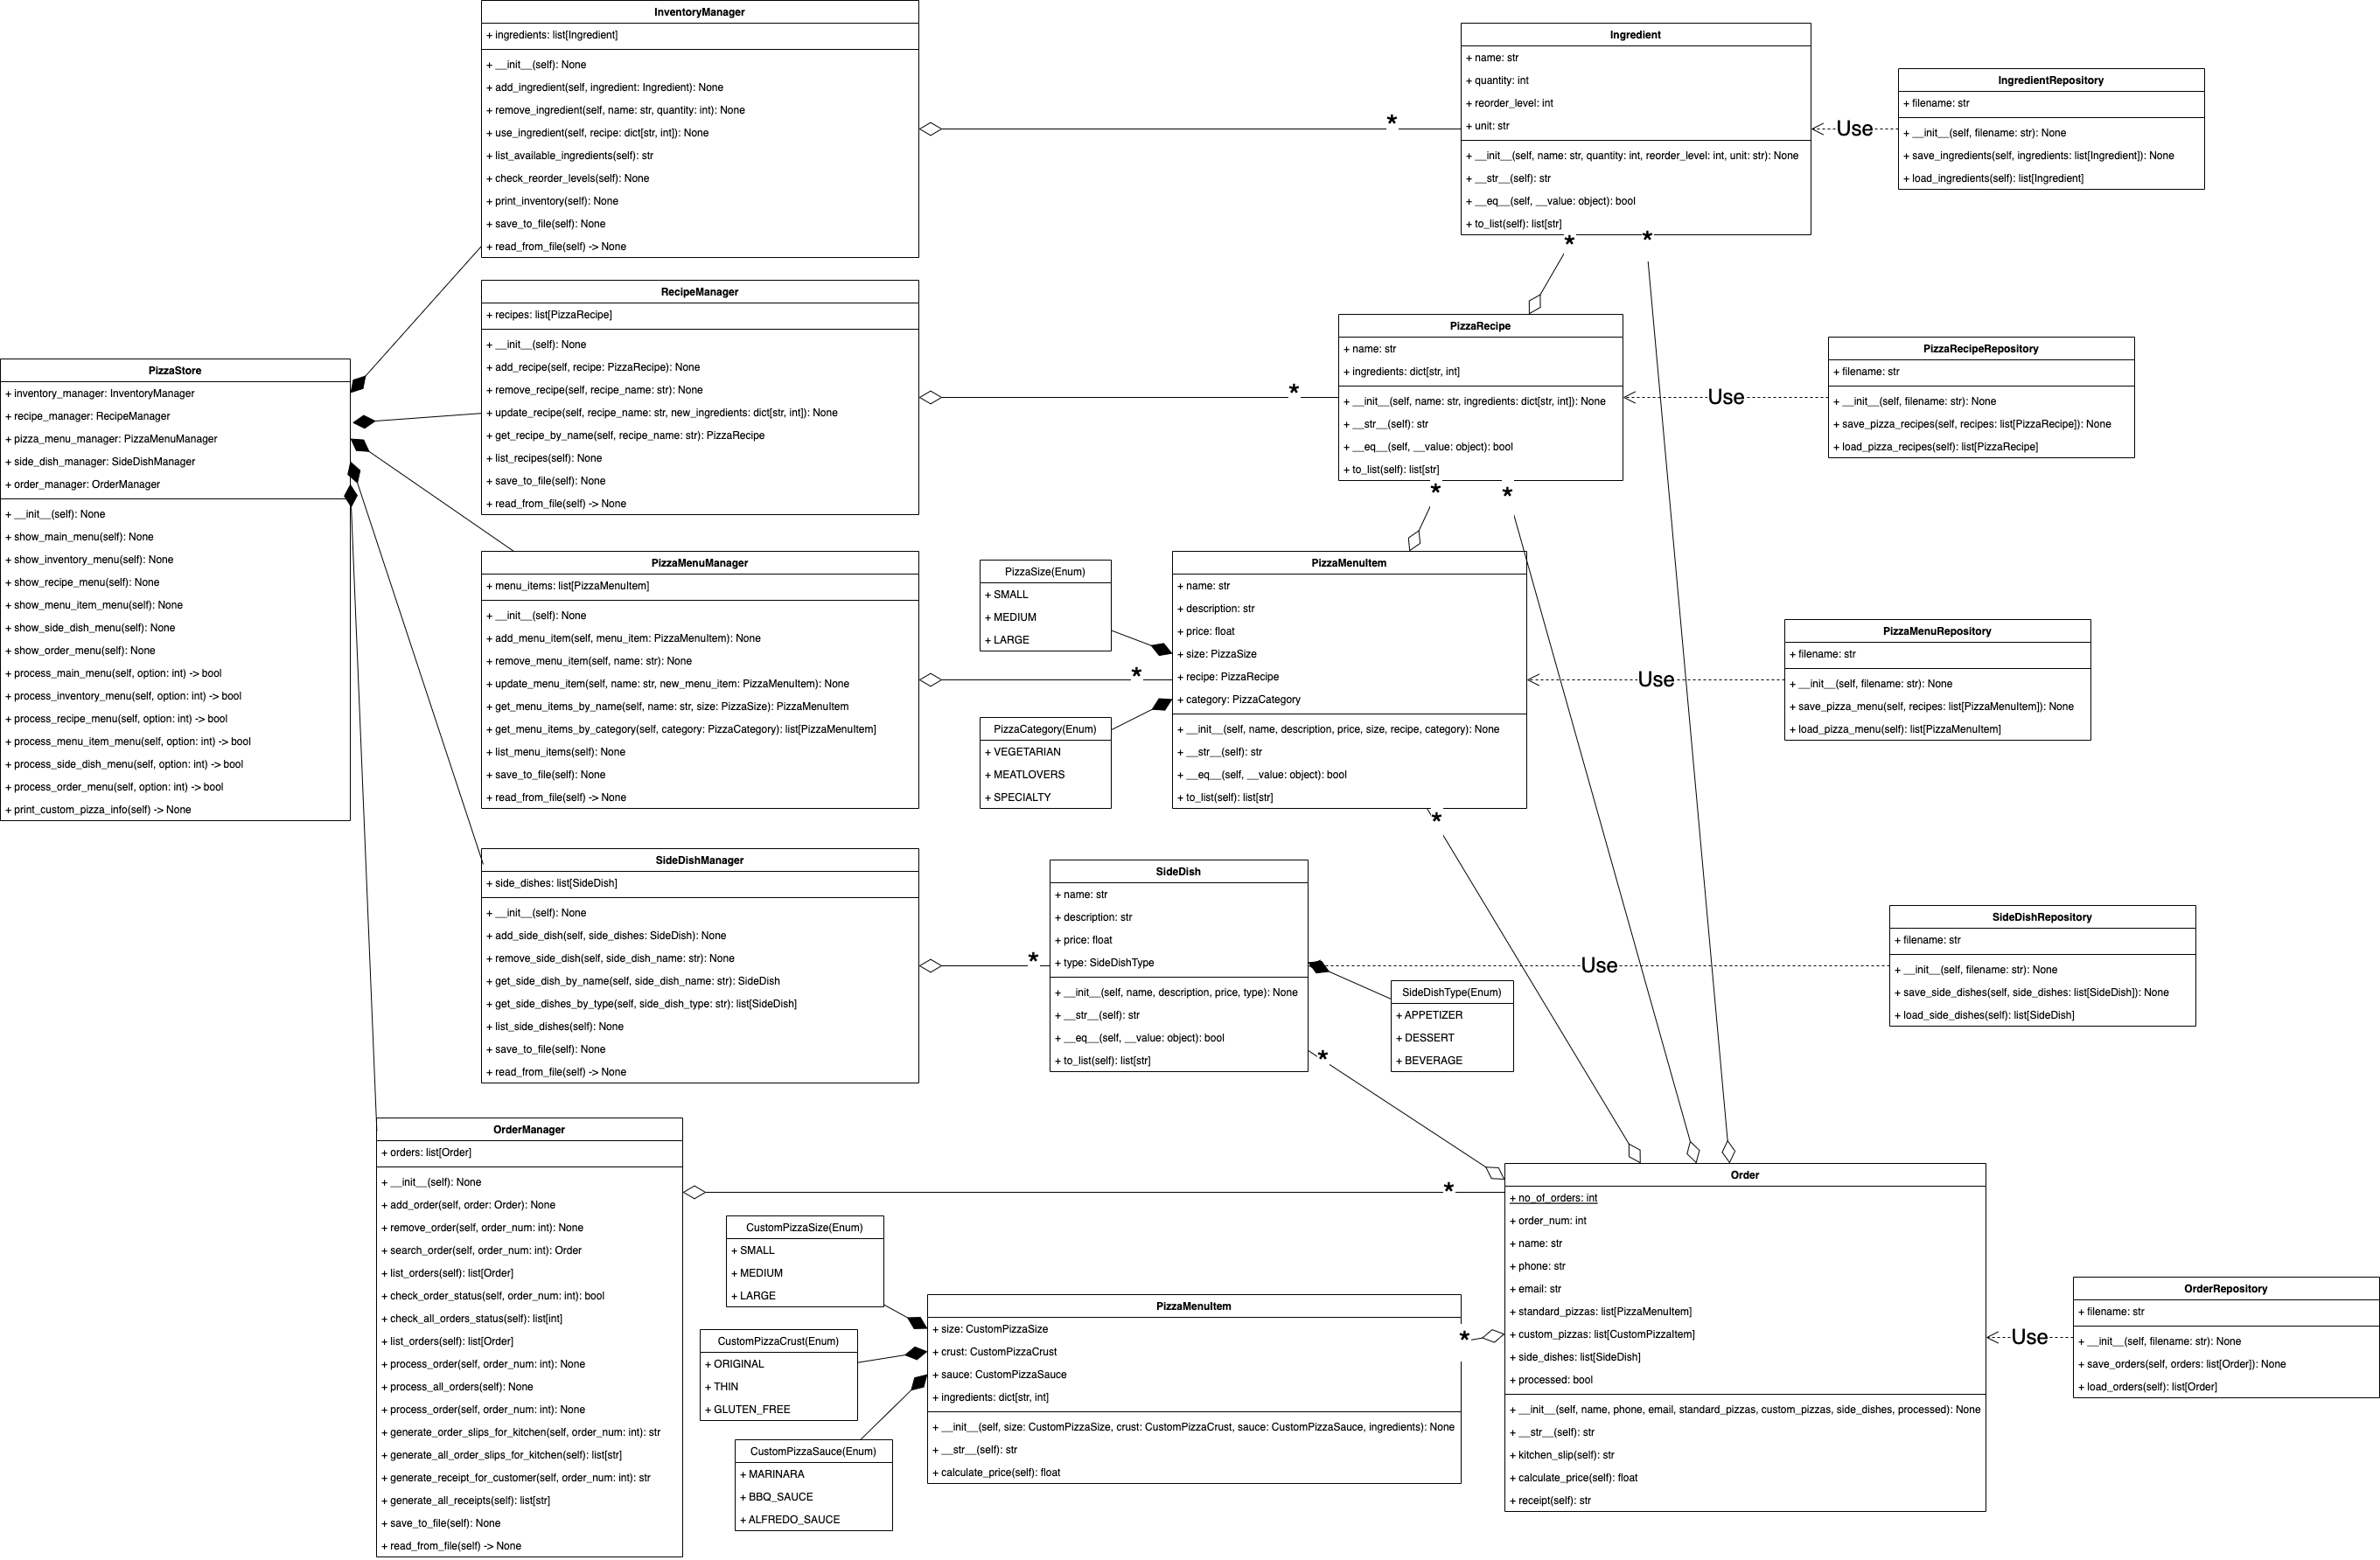 InventoryManager
+ ingredients: list[Ingredient]
+ __init__(self): None
+ add_ingredient(self, ingredient: Ingredient): None
+ remove_ingredient(self, name: str, quantity: int): None
+ use_ingredient(self, recipe: dict[str, int]): None
+ list_available_ingredients(self): str
+ check_reorder_levels(self): None
+ print_inventory(self): None
+ save_to_file(self): None
+ read_from_file(self) -> None
*
Ingredient
+ name: str
+ quantity: int
+ reorder_level: int
+ unit: str
+ __init__(self, name: str, quantity: int, reorder_level: int, unit: str): None
+ __str__(self): str
+ __eq__(self, __value: object): bool
+ to_list(self): list[str]
*
*
Use
IngredientRepository
+ filename: str
+ __init__(self, filename: str): None
+ save_ingredients(self, ingredients: list[Ingredient]): None
+ load_ingredients(self): list[Ingredient]
RecipeManager
+ recipes: list[PizzaRecipe]
+ __init__(self): None
+ add_recipe(self, recipe: PizzaRecipe): None
+ remove_recipe(self, recipe_name: str): None
+ update_recipe(self, recipe_name: str, new_ingredients: dict[str, int]): None
+ get_recipe_by_name(self, recipe_name: str): PizzaRecipe
+ list_recipes(self): None
+ save_to_file(self): None
+ read_from_file(self) -> None
*
PizzaRecipe
+ name: str
+ ingredients: dict[str, int]
+ __init__(self, name: str, ingredients: dict[str, int]): None
+ __str__(self): str
+ __eq__(self, __value: object): bool
+ to_list(self): list[str]
*
*
Use
PizzaRecipeRepository
+ filename: str
+ __init__(self, filename: str): None
+ save_pizza_recipes(self, recipes: list[PizzaRecipe]): None
+ load_pizza_recipes(self): list[PizzaRecipe]
PizzaStore
+ inventory_manager: InventoryManager
+ recipe_manager: RecipeManager
+ pizza_menu_manager: PizzaMenuManager
+ side_dish_manager: SideDishManager
+ order_manager: OrderManager
+ __init__(self): None
+ show_main_menu(self): None
+ show_inventory_menu(self): None
+ show_recipe_menu(self): None
+ show_menu_item_menu(self): None
+ show_side_dish_menu(self): None
+ show_order_menu(self): None
+ process_main_menu(self, option: int) -> bool
+ process_inventory_menu(self, option: int) -> bool
+ process_recipe_menu(self, option: int) -> bool
+ process_menu_item_menu(self, option: int) -> bool
+ process_side_dish_menu(self, option: int) -> bool
+ process_order_menu(self, option: int) -> bool
+ print_custom_pizza_info(self) -> None
PizzaMenuManager
+ menu_items: list[PizzaMenuItem]
+ __init__(self): None
+ add_menu_item(self, menu_item: PizzaMenuItem): None
+ remove_menu_item(self, name: str): None
+ update_menu_item(self, name: str, new_menu_item: PizzaMenuItem): None
+ get_menu_items_by_name(self, name: str, size: PizzaSize): PizzaMenuItem
+ get_menu_items_by_category(self, category: PizzaCategory): list[PizzaMenuItem]
+ list_menu_items(self): None
+ save_to_file(self): None
+ read_from_file(self) -> None
PizzaSize(Enum)
+ SMALL
+ MEDIUM
+ LARGE
*
PizzaCategory(Enum)
+ VEGETARIAN
+ MEATLOVERS
+ SPECIALTY
PizzaMenuItem
+ name: str
+ description: str
+ price: float
+ size: PizzaSize
+ recipe: PizzaRecipe
+ category: PizzaCategory
+ __init__(self, name, description, price, size, recipe, category): None
+ __str__(self): str
+ __eq__(self, __value: object): bool
+ to_list(self): list[str]
*
Use
PizzaMenuRepository
+ filename: str
+ __init__(self, filename: str): None
+ save_pizza_menu(self, recipes: list[PizzaMenuItem]): None
+ load_pizza_menu(self): list[PizzaMenuItem]
SideDishManager
+ side_dishes: list[SideDish]
+ __init__(self): None
+ add_side_dish(self, side_dishes: SideDish): None
+ remove_side_dish(self, side_dish_name: str): None
+ get_side_dish_by_name(self, side_dish_name: str): SideDish
+ get_side_dishes_by_type(self, side_dish_type: str): list[SideDish]
+ list_side_dishes(self): None
+ save_to_file(self): None
+ read_from_file(self) -> None
*
SideDish
+ name: str
+ description: str
+ price: float
+ type: SideDishType
+ __init__(self, name, description, price, type): None
+ __str__(self): str
+ __eq__(self, __value: object): bool
+ to_list(self): list[str]
*
Use
SideDishType(Enum)
+ APPETIZER
+ DESSERT
+ BEVERAGE
SideDishRepository
+ filename: str
+ __init__(self, filename: str): None
+ save_side_dishes(self, side_dishes: list[SideDish]): None
+ load_side_dishes(self): list[SideDish]
OrderManager
+ orders: list[Order]
+ __init__(self): None
+ add_order(self, order: Order): None
+ remove_order(self, order_num: int): None
+ search_order(self, order_num: int): Order
+ list_orders(self): list[Order]
+ check_order_status(self, order_num: int): bool
+ check_all_orders_status(self): list[int]
+ list_orders(self): list[Order]
+ process_order(self, order_num: int): None
+ process_all_orders(self): None
+ process_order(self, order_num: int): None
+ generate_order_slips_for_kitchen(self, order_num: int): str
+ generate_all_order_slips_for_kitchen(self): list[str]
+ generate_receipt_for_customer(self, order_num: int): str
+ generate_all_receipts(self): list[str]
+ save_to_file(self): None
+ read_from_file(self) -> None
*
CustomPizzaSize(Enum)
+ SMALL
+ MEDIUM
+ LARGE
CustomPizzaCrust(Enum)
+ ORIGINAL
+ THIN
+ GLUTEN_FREE
CustomPizzaSauce(Enum)
+ MARINARA
+ BBQ_SAUCE
+ ALFREDO_SAUCE
PizzaMenuItem
+ size: CustomPizzaSize
+ crust: CustomPizzaCrust
+ sauce: CustomPizzaSauce
+ ingredients: dict[str, int]
+ __init__(self, size: CustomPizzaSize, crust: CustomPizzaCrust, sauce: CustomPizzaSauce, ingredients): None
+ __str__(self): str
+ calculate_price(self): float
*
Order
+ no_of_orders: int
+ order_num: int
+ name: str
+ phone: str
+ email: str
+ standard_pizzas: list[PizzaMenuItem]
+ custom_pizzas: list[CustomPizzaItem]
+ side_dishes: list[SideDish]
+ processed: bool
+ __init__(self, name, phone, email, standard_pizzas, custom_pizzas, side_dishes, processed): None
+ __str__(self): str
+ kitchen_slip(self): str
+ calculate_price(self): float
+ receipt(self): str
Use
OrderRepository
+ filename: str
+ __init__(self, filename: str): None
+ save_orders(self, orders: list[Order]): None
+ load_orders(self): list[Order]